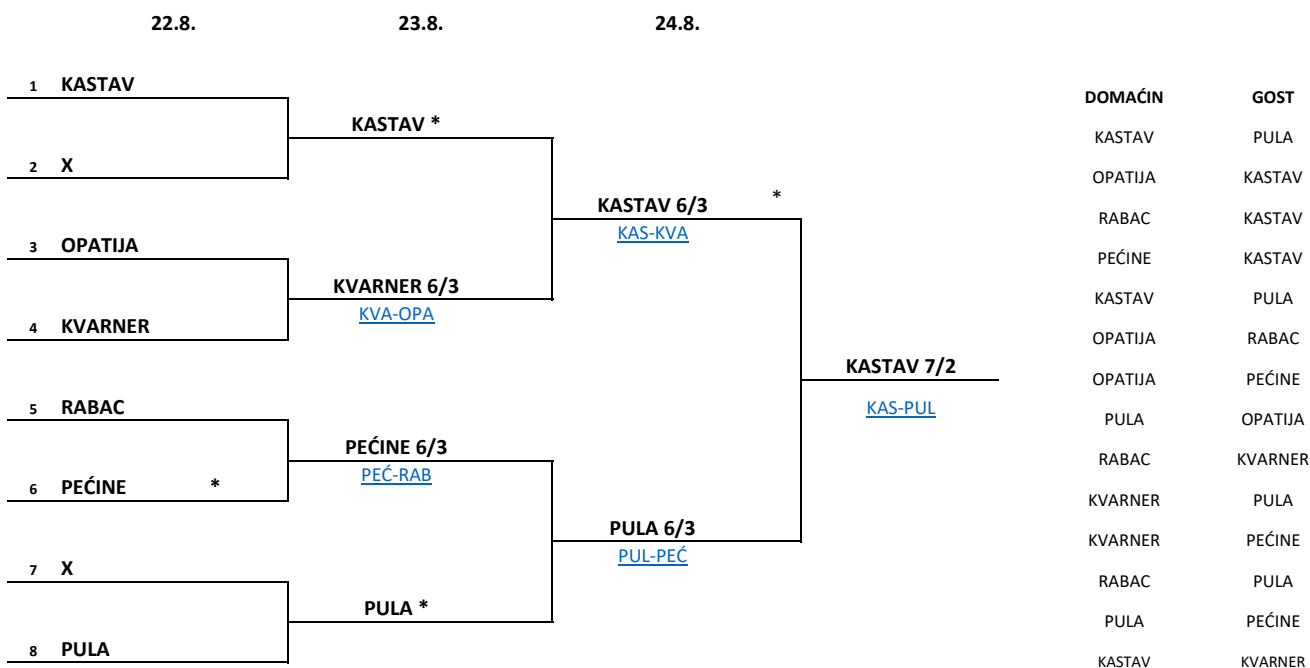 22.8. 23.8. 24.8.
1 KASTAV
DOMAĆIN GOST
KASTAV *
KASTAV PULA
2 X
OPATIJA KASTAV
KASTAV 6/3 *
RABAC KASTAV
KAS-KVA
3 OPATIJA
PEĆINE KASTAV
KVARNER 6/3
KASTAV PULA
KVA-OPA
4 KVARNER
OPATIJA RABAC
KASTAV 7/2
OPATIJA PEĆINE
5 RABAC
KAS-PUL
PULA OPATIJA
PEĆINE 6/3
RABAC KVARNER
PEĆ-RAB
6 PEĆINE *
KVARNER PULA
PULA 6/3
KVARNER PEĆINE
PUL-PEĆ
7 X
RABAC PULA
PULA *
PULA PEĆINE
8 PULA
KASTAV KVARNER